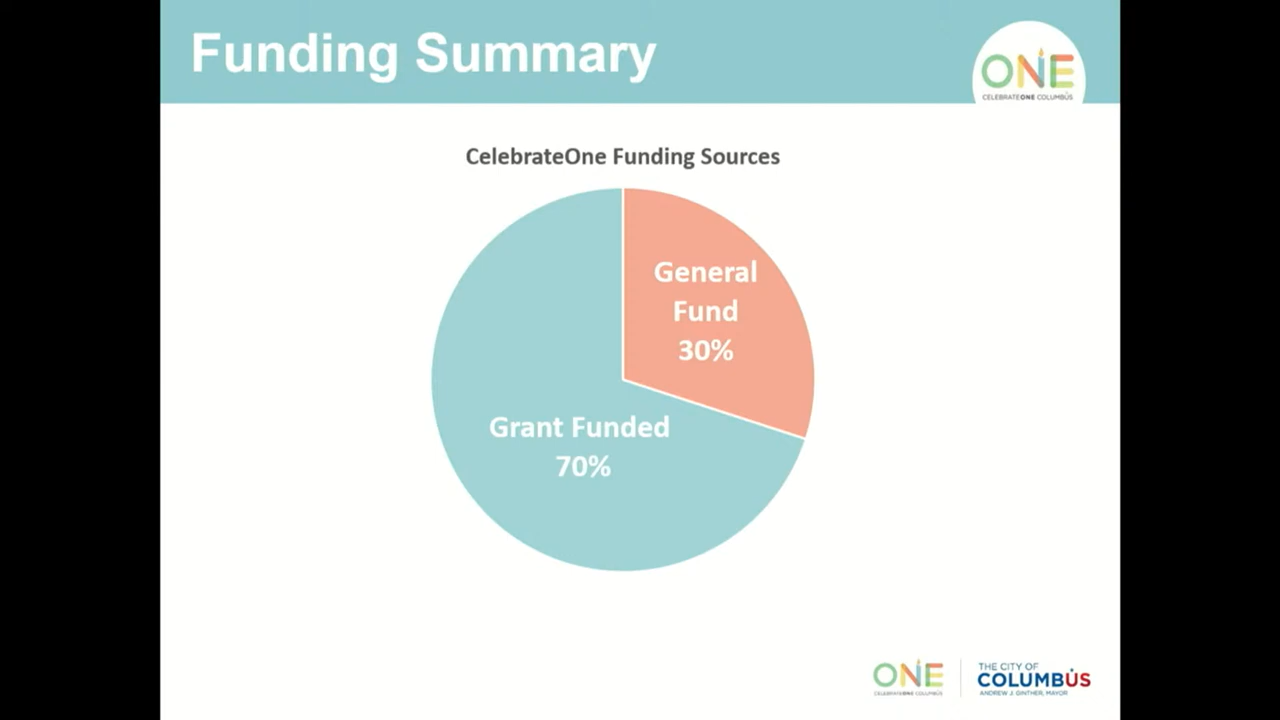 Funding Summary
ONE
CELEBRATEONE COLUMBUS
CelebrateOne Funding Sources
General
Fund
30%
Grant Funded
70%
ONE
CELEBRATEONE COLUMBUS
THE CITY OF
COLUMBUS
ANDREW J. GINTHER, MAYOR